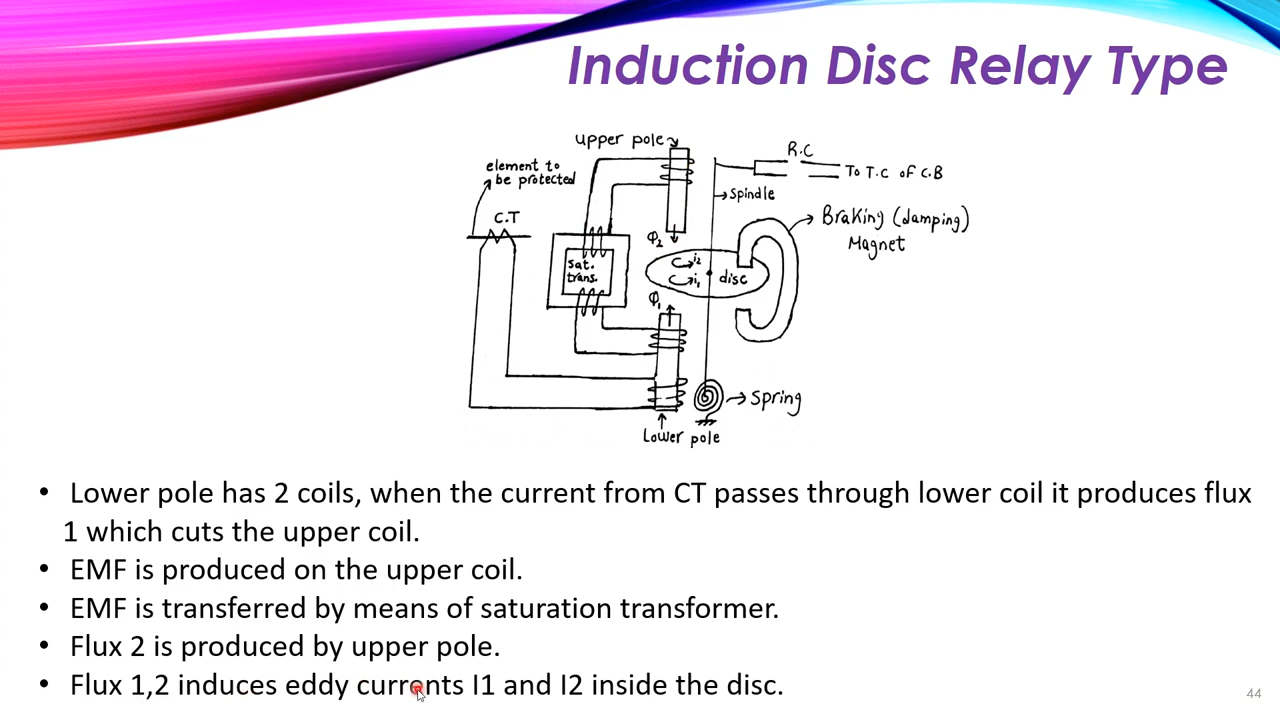 Induction Disc Relay Type
upper pole
R.C
element to
be protected
To T.C of C.B
Spindle
C.T
Braking (damping)
Magnet
Φ2
Sat.
trans.
i2
i1
disc
Φ1
Spring
Lower pole
• Lower pole has 2 coils, when the current from CT passes through lower coil it produces flux
1 which cuts the upper coil.
• EMF is produced on the upper coil.
• EMF is transferred by means of saturation transformer.
• Flux 2 is produced by upper pole.
• Flux 1,2 induces eddy currents I1 and I2 inside the disc.
44